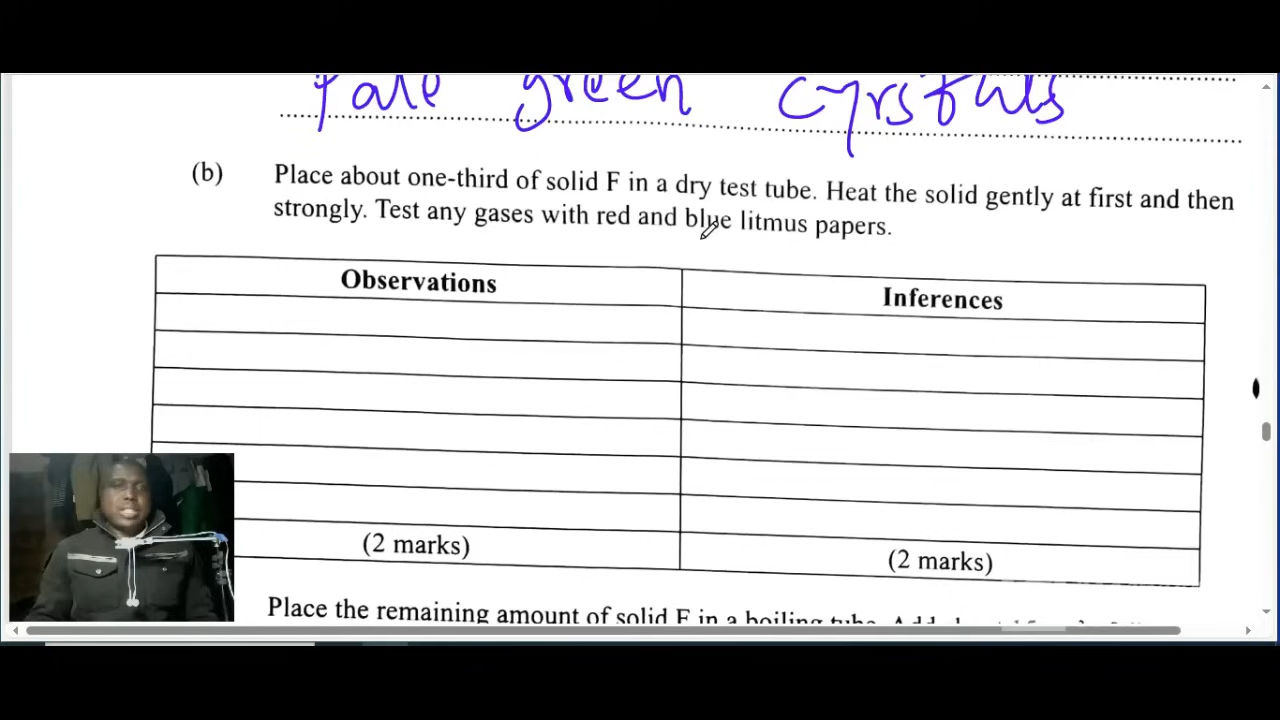 Pale green cyrstals
(b) Place about one-third of solid F in a dry test tube. Heat the solid gently at first and then
strongly. Test any gases with red and blue litmus papers.
Observations Inferences
(2 marks) (2 marks)
Place the remaining amount of solid F in a boiling tube. Add